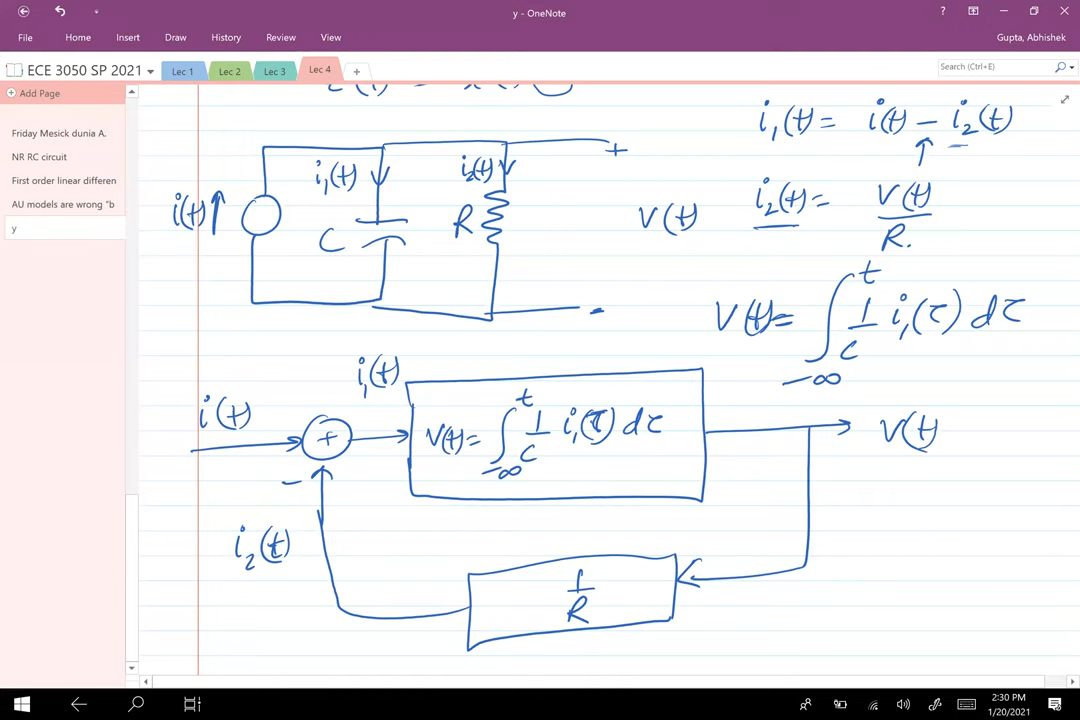 y - OneNote
?
File Home Insert Draw History Review View
Gupta, Abhishek
ECE 3050 SP 2021
Lec 1 Lec 2 Lec 3 Lec 4 +
Search (Ctrl+E)
Add Page
Friday Mesick dunia A.
NR RC circuit
First order linear differen
AU models are wrong "b
y
i₁(t) = i(t) − i₂(t)
i(t) i₁(t) C i₂(t) R + V(t) -
i₂(t) = V(t)/R.
V(t) = ∫_{-∞}^{t} 1/C i₁(τ) dτ
i(t) + - i₁(t)
V(t) = ∫_{-∞}^{t} 1/C i₁(τ) dτ
V(t)
i₂(t)
1/R
2:30 PM
1/20/2021